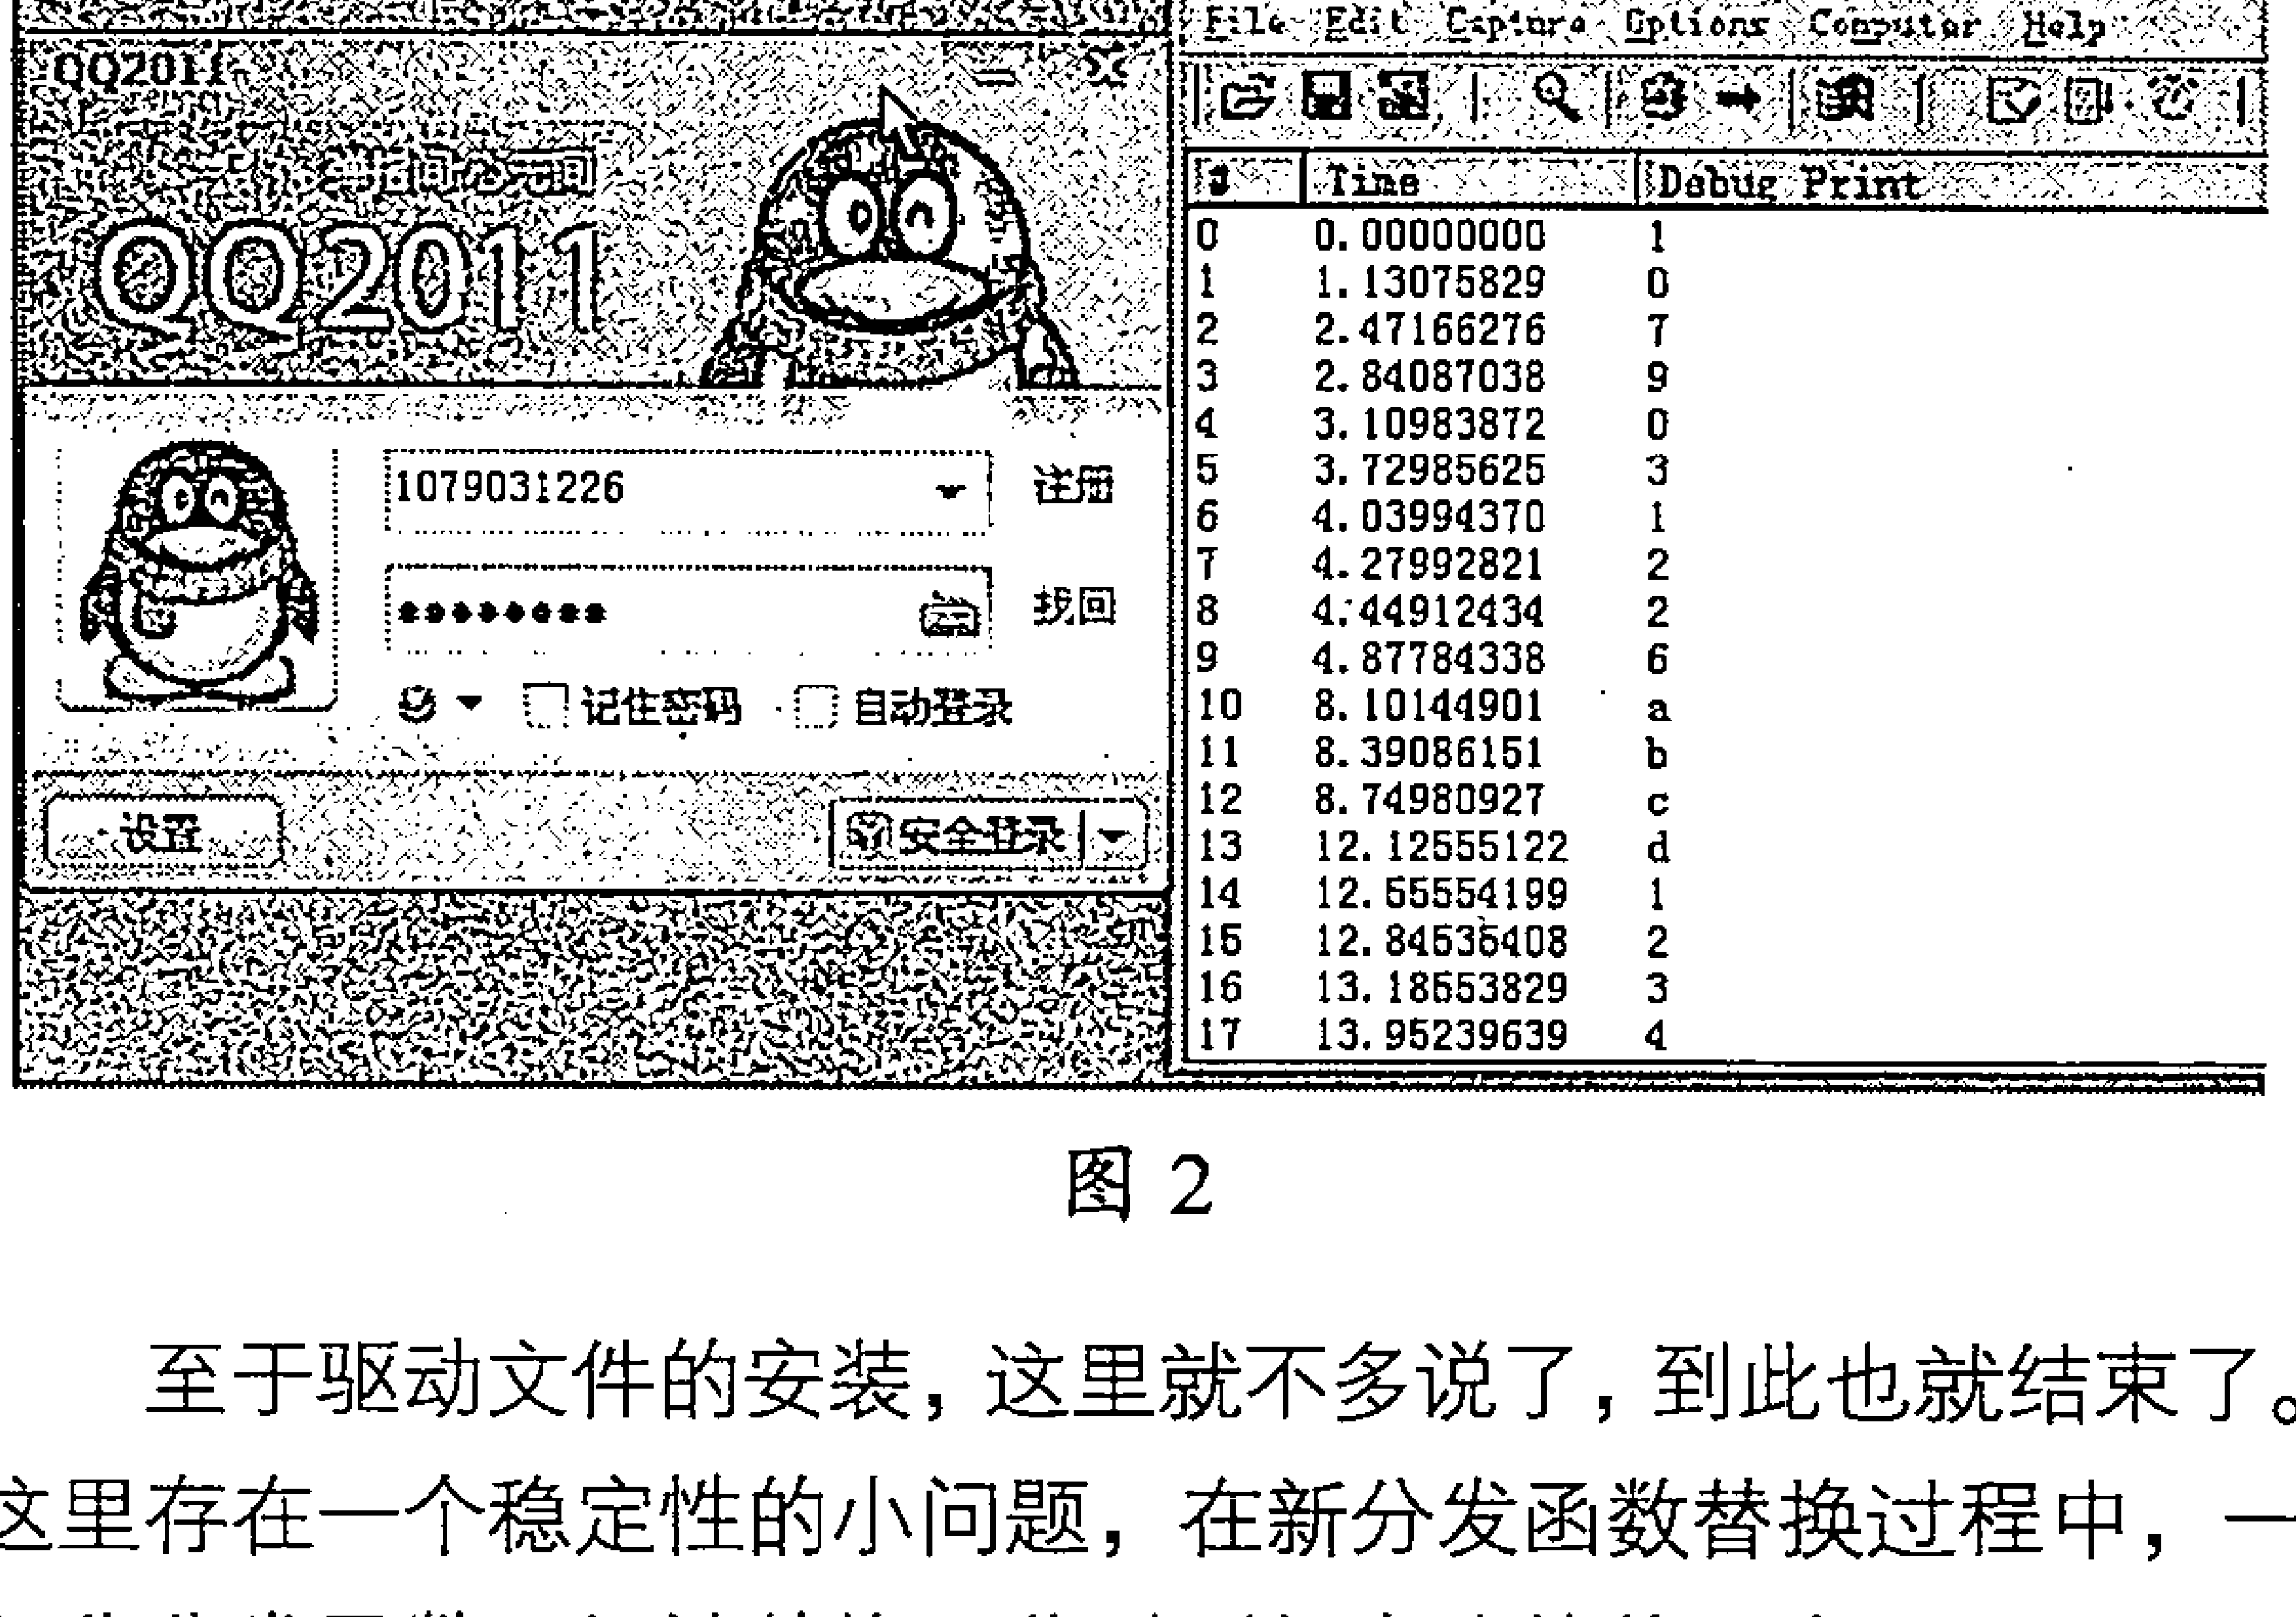 QQ2011
QQ2011
1079031226
注册
找回
记住密码
自动登录
设置
安全登录
File Edit Capture Options Computer Help
# Time Debug Print
0 0.00000000 1
1 1.13075829 0
2 2.47166276 7
3 2.84087038 9
4 3.10983872 0
5 3.72985625 3
6 4.03994370 1
7 4.27992821 2
8 4.44912434 2
9 4.87784338 6
10 8.10144901 a
11 8.39086151 b
12 8.74980927 c
13 12.12555122 d
14 12.55554199 1
15 12.84535408 2
16 13.18553829 3
17 13.95239639 4
图 2
至于驱动文件的安装，这里就不多说了，到此也就结束了。
这里存在一个稳定性的小问题，在新分发函数替换过程中，一